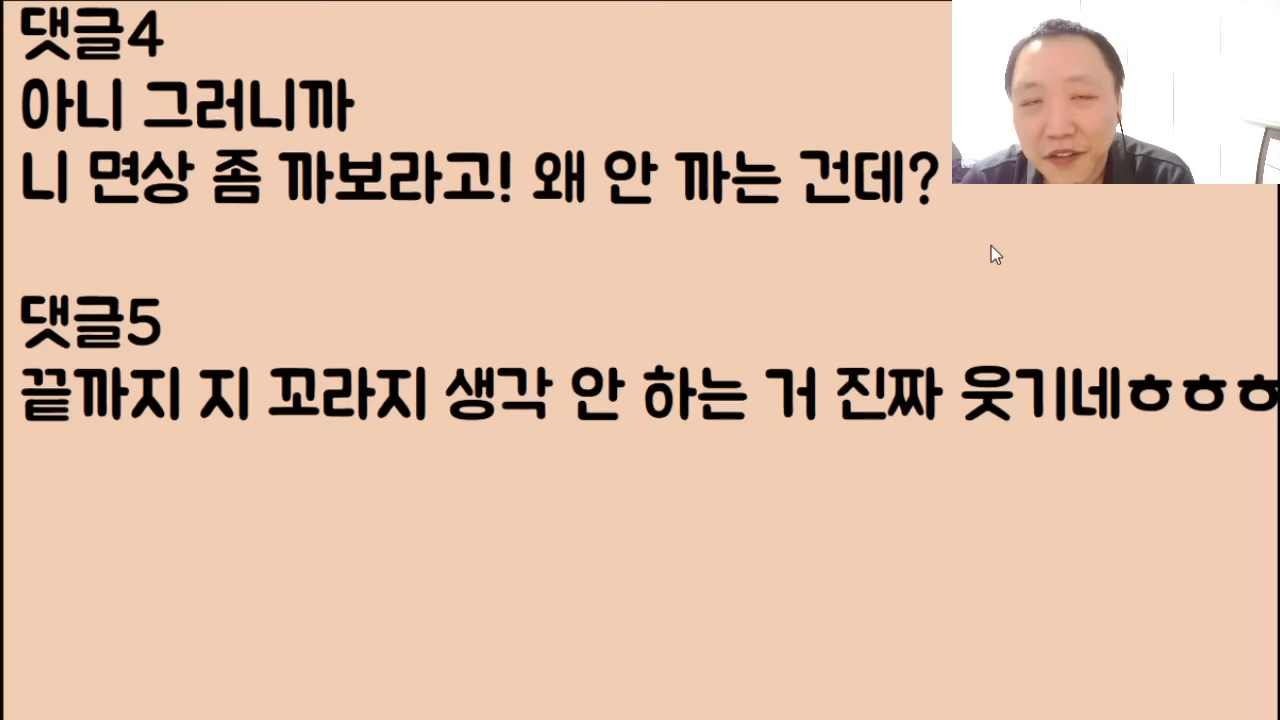 댓글4
아니 그러니까
니 면상 좀 까보라고! 왜 안 까는 건데?
댓글5
끝까지 지 꼬라지 생각 안 하는 거 진짜 웃기네ㅎㅎㅎ